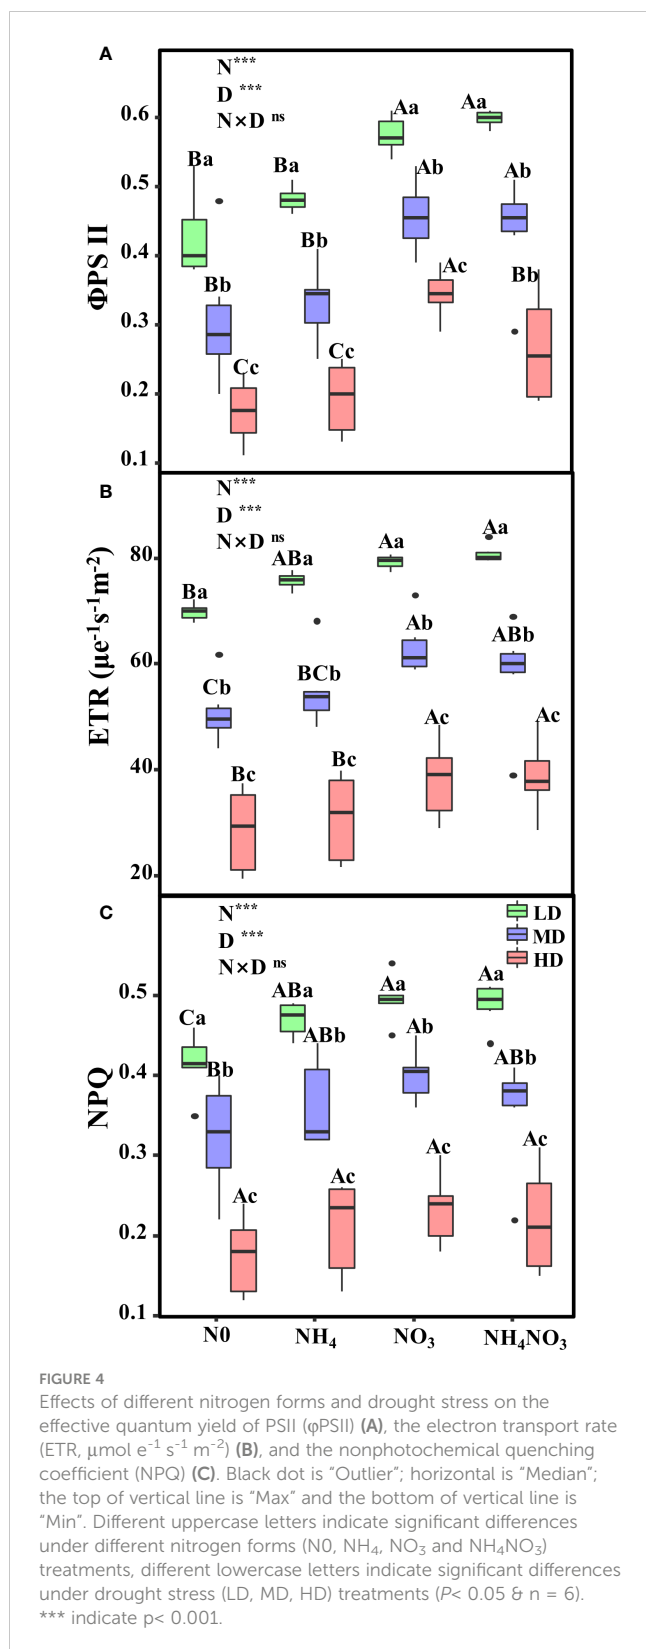 A
N***
D ***
N×D ns
0.6
0.5
0.4
0.3
0.2
0.1
ΦPS II
Ba
Bb
Cc
Ba
Bb
Cc
Aa
Ab
Ac
Aa
Ab
Bb
B
N***
D ***
N×D ns
80
60
40
20
ETR (µe⁻¹s⁻¹m⁻²)
Ba
Cb
Bc
ABa
BCb
Bc
Aa
Ab
Ac
Aa
ABb
Ac
C
N***
D ***
N×D ns
LD
MD
HD
0.5
0.4
0.3
0.2
0.1
NPQ
Ca
Bb
Ac
ABa
ABb
Ac
Aa
Ab
Ac
Aa
ABb
Ac
N0 NH₄ NO₃ NH₄NO₃
FIGURE 4
Effects of different nitrogen forms and drought stress on the
effective quantum yield of PSII (φPSII) (A), the electron transport rate
(ETR, μmol e⁻¹ s⁻¹ m⁻²) (B), and the nonphotochemical quenching
coefficient (NPQ) (C). Black dot is “Outlier”; horizontal is “Median”;
the top of vertical line is “Max” and the bottom of vertical line is
“Min”. Different uppercase letters indicate significant differences
under different nitrogen forms (N0, NH₄, NO₃ and NH₄NO₃)
treatments, different lowercase letters indicate significant differences
under drought stress (LD, MD, HD) treatments (P< 0.05 & n = 6).
*** indicate p< 0.001.